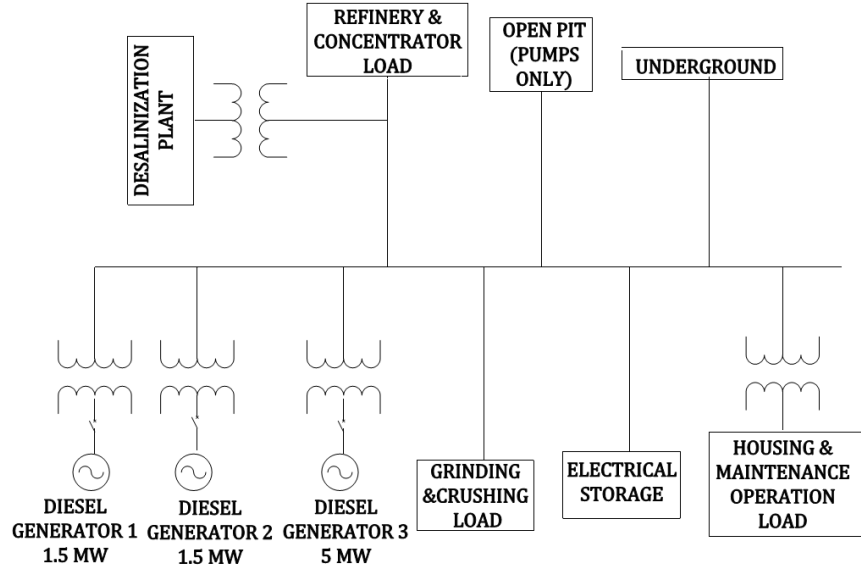 REFINERY &
CONCENTRATOR
LOAD
OPEN PIT
(PUMPS
ONLY)
UNDERGROUND
DESALINIZATION
PLANT
DIESEL
GENERATOR 1
1.5 MW
DIESEL
GENERATOR 2
1.5 MW
DIESEL
GENERATOR 3
5 MW
GRINDING
&CRUSHING
LOAD
ELECTRICAL
STORAGE
HOUSING &
MAINTENANCE
OPERATION
LOAD